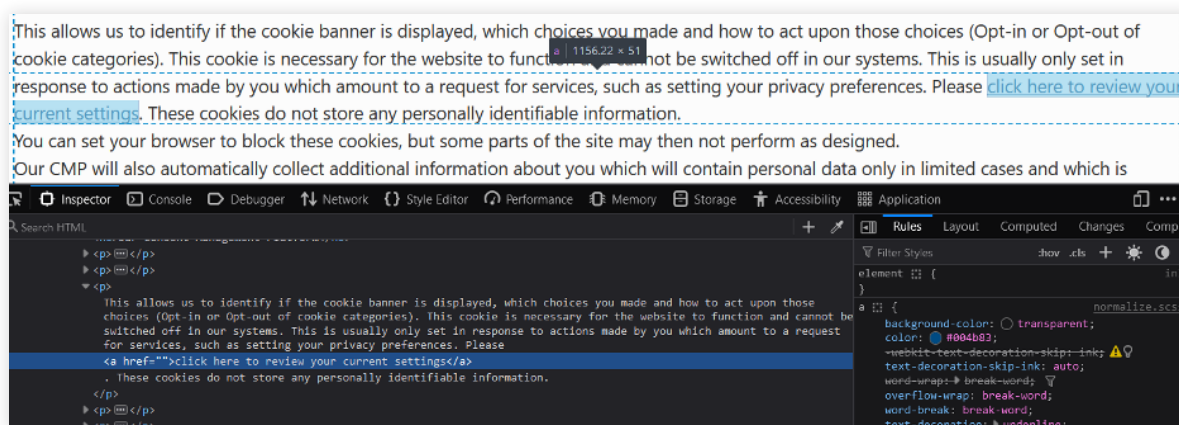 This allows us to identify if the cookie banner is displayed, which choices you made and how to act upon those choices (Opt-in or Opt-out of
a 1156.22 × 51
cookie categories). This cookie is necessary for the website to function not be switched off in our systems. This is usually only set in
response to actions made by you which amount to a request for services, such as setting your privacy preferences. Please click here to review your
current settings. These cookies do not store any personally identifiable information.
You can set your browser to block these cookies, but some parts of the site may then not perform as designed.
Our CMP will also automatically collect additional information about you which will contain personal data only in limited cases and which is
Inspector Console Debugger Network Style Editor Performance Memory Storage Accessibility Application
Search HTML
Rules Layout Computed Changes Comp
<p> </p>
Filter Styles :hov .cls
<p> </p>
element { in
<p>
}
This allows us to identify if the cookie banner is displayed, which choices you made and how to act upon those
a { normalize.scs
choices (Opt-in or Opt-out of cookie categories). This cookie is necessary for the website to function and cannot be
background-color: transparent;
switched off in our systems. This is usually only set in response to actions made by you which amount to a request
color: #004b83;
for services, such as setting your privacy preferences. Please
-webkit-text-decoration-skip: ink;
<a href="">click here to review your current settings</a>
text-decoration-skip-ink: auto;
. These cookies do not store any personally identifiable information.
word-wrap: break-word;
</p>
overflow-wrap: break-word;
<p> </p>
word-break: break-word;
text-decoration: underline;